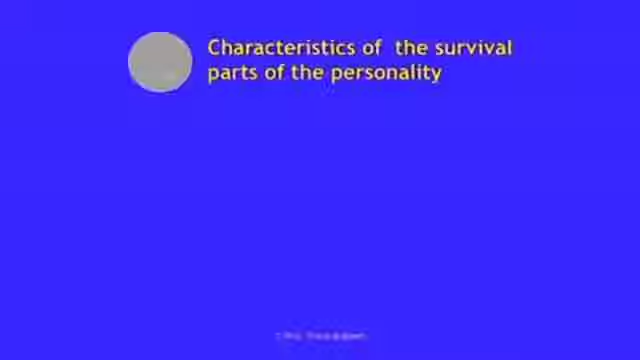 Characteristics of the survival
parts of the personality